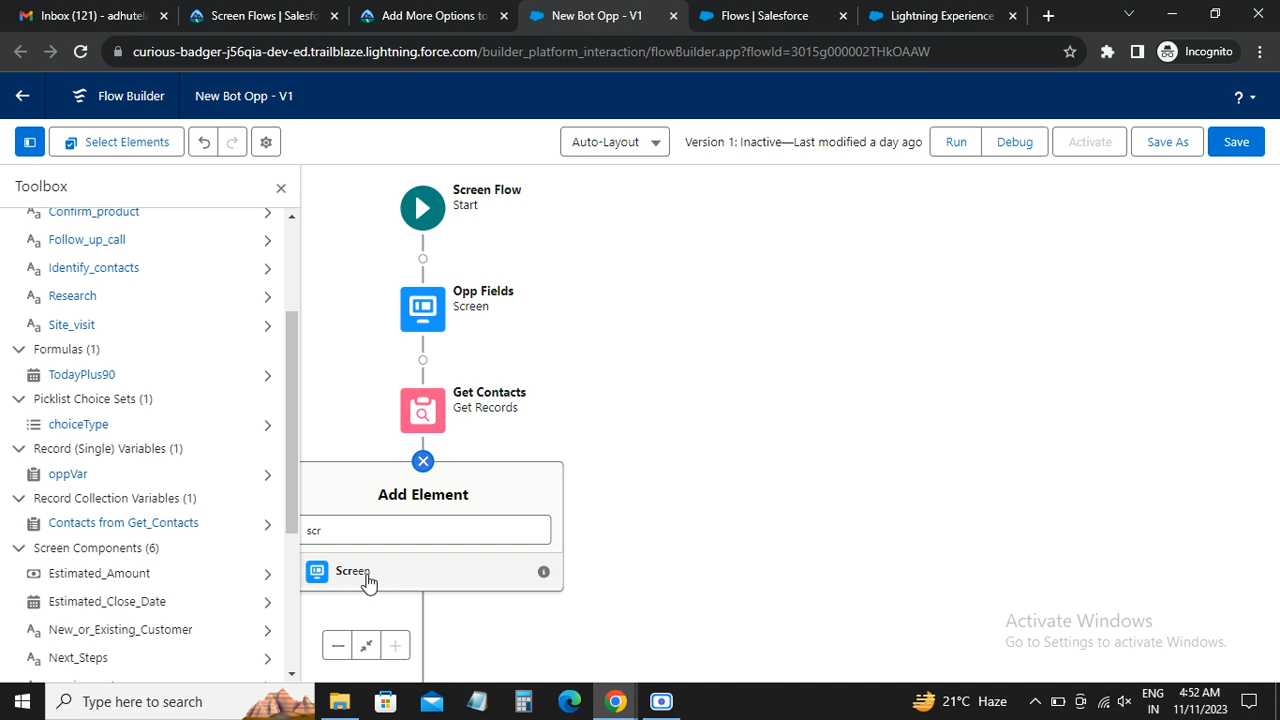 Inbox (121) - adhutela
Screen Flows | Salesfo
Add More Options to
New Bot Opp - V1
Flows | Salesforce
Lightning Experience
curious-badger-j56qia-dev-ed.trailblaze.lightning.force.com/builder_platform_interaction/flowBuilder.app?flowId=3015g000002THkOAAW
Incognito
Flow Builder
New Bot Opp - V1
?
Select Elements
Auto-Layout
Version 1: Inactive—Last modified a day ago
Run
Debug
Activate
Save As
Save
Toolbox
Confirm_product
Follow_up_call
Identify_contacts
Research
Site_visit
Formulas (1)
TodayPlus90
Picklist Choice Sets (1)
choiceType
Record (Single) Variables (1)
oppVar
Record Collection Variables (1)
Contacts from Get_Contacts
Screen Components (6)
Estimated_Amount
Estimated_Close_Date
New_or_Existing_Customer
Next_Steps
Screen Flow
Start
Opp Fields
Screen
Get Contacts
Get Records
Add Element
scr
Screen
Activate Windows
Go to Settings to activate Windows.
Type here to search
21°C Haze
ENG
IN
4:52 AM
11/11/2023